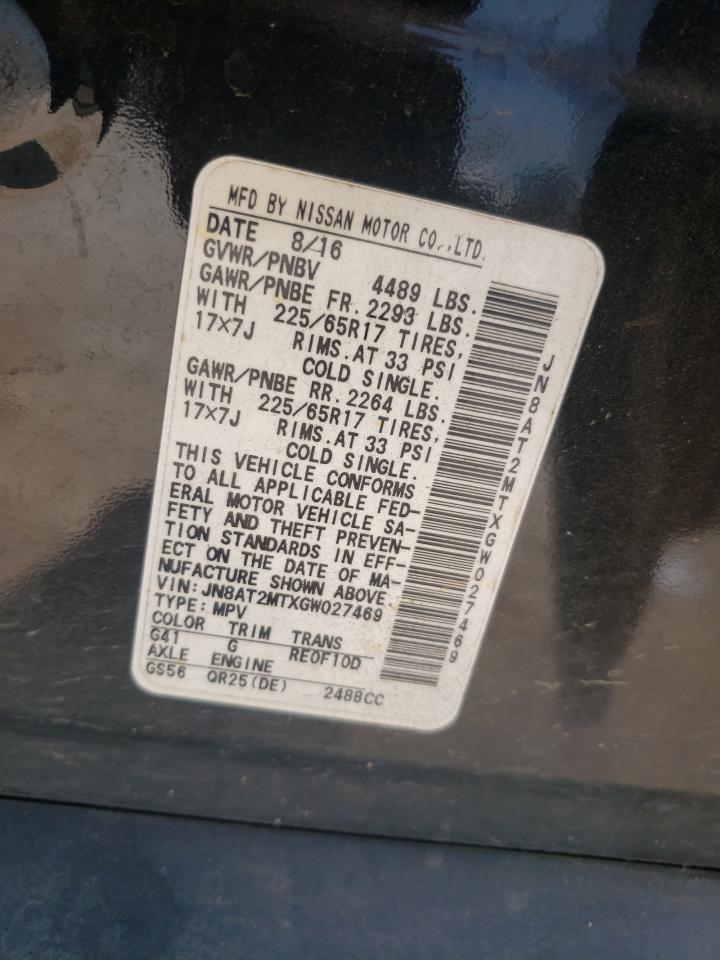 MFD BY NISSAN MOTOR CO.,LTD.
DATE 8/16
GVWR/PNBV 4489 LBS.
GAWR/PNBE FR. 2293 LBS.
WITH 225/65R17 TIRES,
17×7J RIMS.AT 33 PSI
COLD SINGLE.
GAWR/PNBE RR. 2264 LBS.
WITH 225/65R17 TIRES,
17×7J RIMS.AT 33 PSI
COLD SINGLE.
THIS VEHICLE CONFORMS
TO ALL APPLICABLE FED-
ERAL MOTOR VEHICLE SA-
FETY AND THEFT PREVEN-
TION STANDARDS IN EFF-
ECT ON THE DATE OF MA-
NUFACTURE SHOWN ABOVE.
VIN:JN8AT2MTXGW027469
TYPE:MPV
COLOR TRIM TRANS
G41 G RE0F10D
AXLE ENGINE
GS56 QR25(DE) 2488CC
JN8AT2MTXGW027469